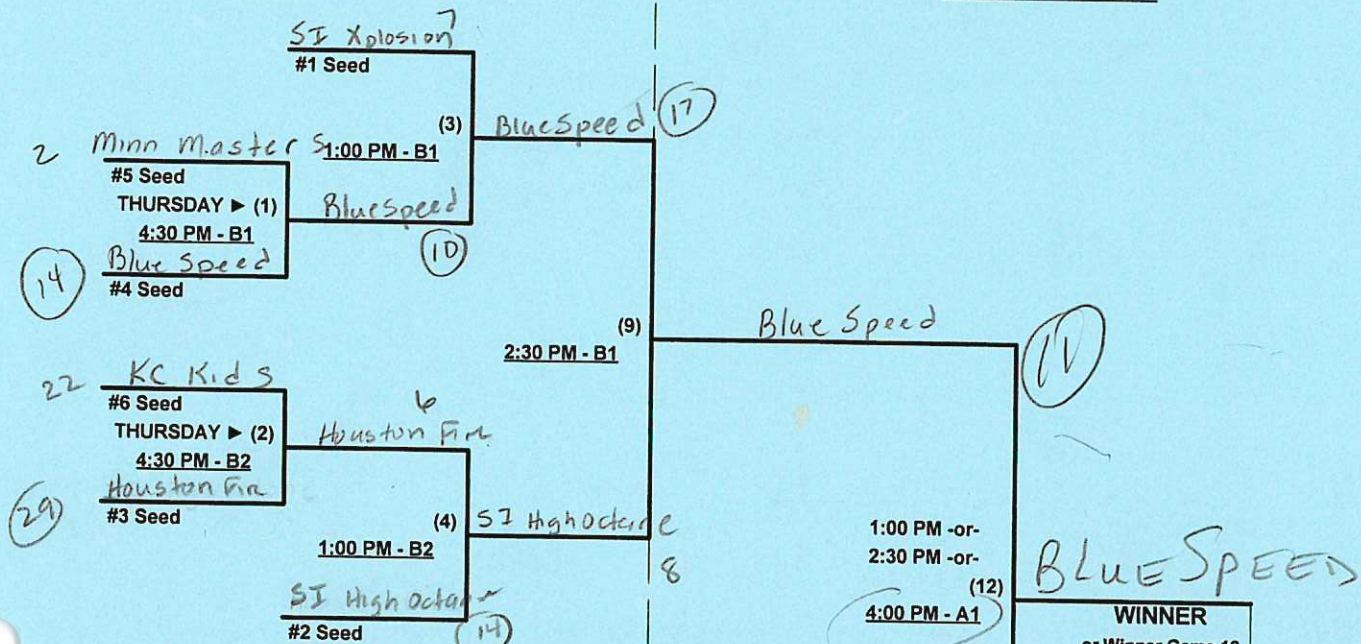 SI Xplosion 7
#1 Seed
(3)
1:00 PM - B1
BlueSpeed 17
2 Minn Masters
#5 Seed
THURSDAY ► (1)
4:30 PM - B1
BlueSpeed
10
14 Blue Speed
#4 Seed
(9)
2:30 PM - B1
Blue Speed
11
22 KC Kids
#6 Seed
THURSDAY ► (2)
4:30 PM - B2
6
Houston Fire
29 Houston Fire
#3 Seed
(4)
1:00 PM - B2
SI High Octane
8
SI High Octane
#2 Seed
14
1:00 PM -or-
2:30 PM -or-
(12)
4:00 PM - A1
BLUE SPEED
WINNER